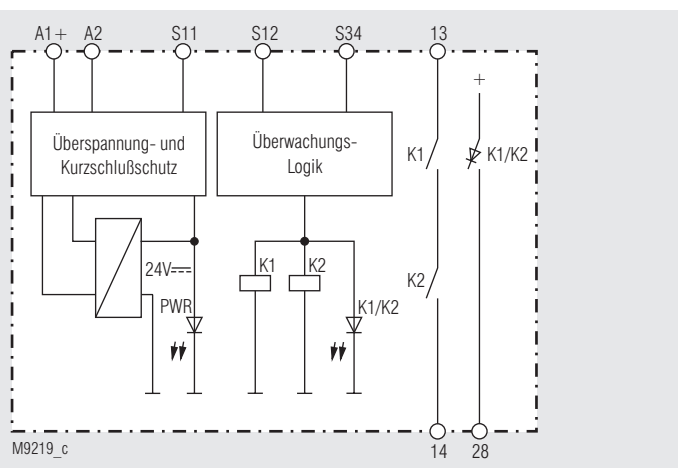 A1+ A2 S11 S12 S34 13
+
Überspannung- und
Kurzschlußschutz
Überwachungs-
Logik
K1 K1/K2
24V
K1 K2
K2
PWR K1/K2
M9219_c
14 28